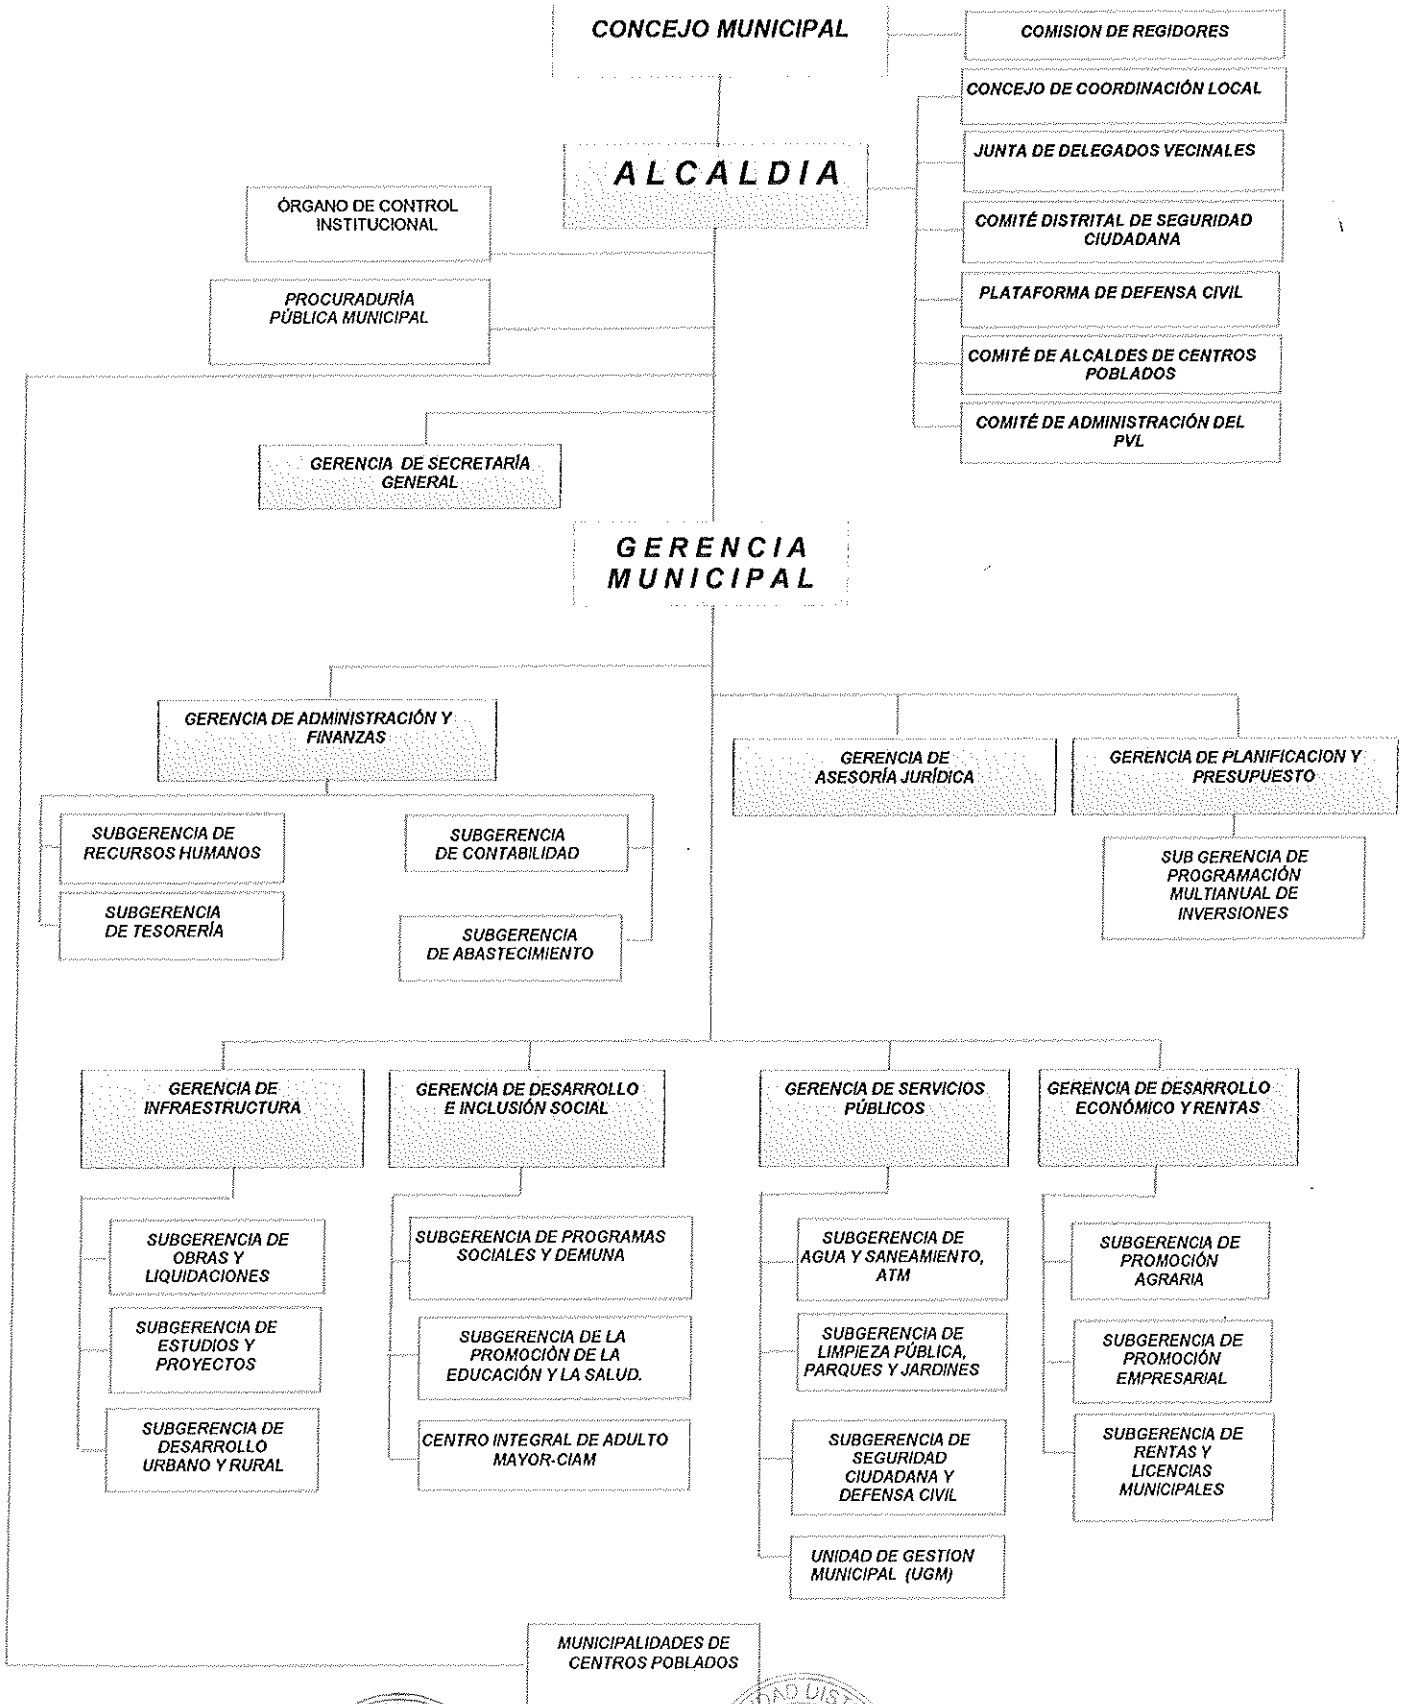 CONCEJO MUNICIPAL
COMISION DE REGIDORES
CONCEJO DE COORDINACIÓN LOCAL
JUNTA DE DELEGADOS VECINALES
ALCALDIA
ÓRGANO DE CONTROL
INSTITUCIONAL
COMITÉ DISTRITAL DE SEGURIDAD
CIUDADANA
PROCURADURÍA
PÚBLICA MUNICIPAL
PLATAFORMA DE DEFENSA CIVIL
COMITÉ DE ALCALDES DE CENTROS
POBLADOS
COMITÉ DE ADMINISTRACIÓN DEL
PVL
GERENCIA DE SECRETARÍA
GENERAL
GERENCIA
MUNICIPAL
GERENCIA DE ADMINISTRACIÓN Y
FINANZAS
GERENCIA DE
ASESORÍA JURÍDICA
GERENCIA DE PLANIFICACION Y
PRESUPUESTO
SUBGERENCIA DE
RECURSOS HUMANOS
SUBGERENCIA
DE CONTABILIDAD
SUB GERENCIA DE
PROGRAMACIÓN
MULTIANUAL DE
INVERSIONES
SUBGERENCIA
DE TESORERÍA
SUBGERENCIA
DE ABASTECIMIENTO
GERENCIA DE
INFRAESTRUCTURA
GERENCIA DE DESARROLLO
E INCLUSIÓN SOCIAL
GERENCIA DE SERVICIOS
PÚBLICOS
GERENCIA DE DESARROLLO
ECONÓMICO Y RENTAS
SUBGERENCIA DE
OBRAS Y
LIQUIDACIONES
SUBGERENCIA DE PROGRAMAS
SOCIALES Y DEMUNA
SUBGERENCIA DE
AGUA Y SANEAMIENTO,
ATM
SUBGERENCIA DE
PROMOCIÓN
AGRARIA
SUBGERENCIA DE
ESTUDIOS Y
PROYECTOS
SUBGERENCIA DE LA
PROMOCIÓN DE LA
EDUCACIÓN Y LA SALUD.
SUBGERENCIA DE
LIMPIEZA PÚBLICA,
PARQUES Y JARDINES
SUBGERENCIA DE
PROMOCIÓN
EMPRESARIAL
SUBGERENCIA DE
DESARROLLO
URBANO Y RURAL
CENTRO INTEGRAL DE ADULTO
MAYOR-CIAM
SUBGERENCIA DE
SEGURIDAD
CIUDADANA Y
DEFENSA CIVIL
SUBGERENCIA DE
RENTAS Y
LICENCIAS
MUNICIPALES
UNIDAD DE GESTION
MUNICIPAL (UGM)
MUNICIPALIDADES DE
CENTROS POBLADOS